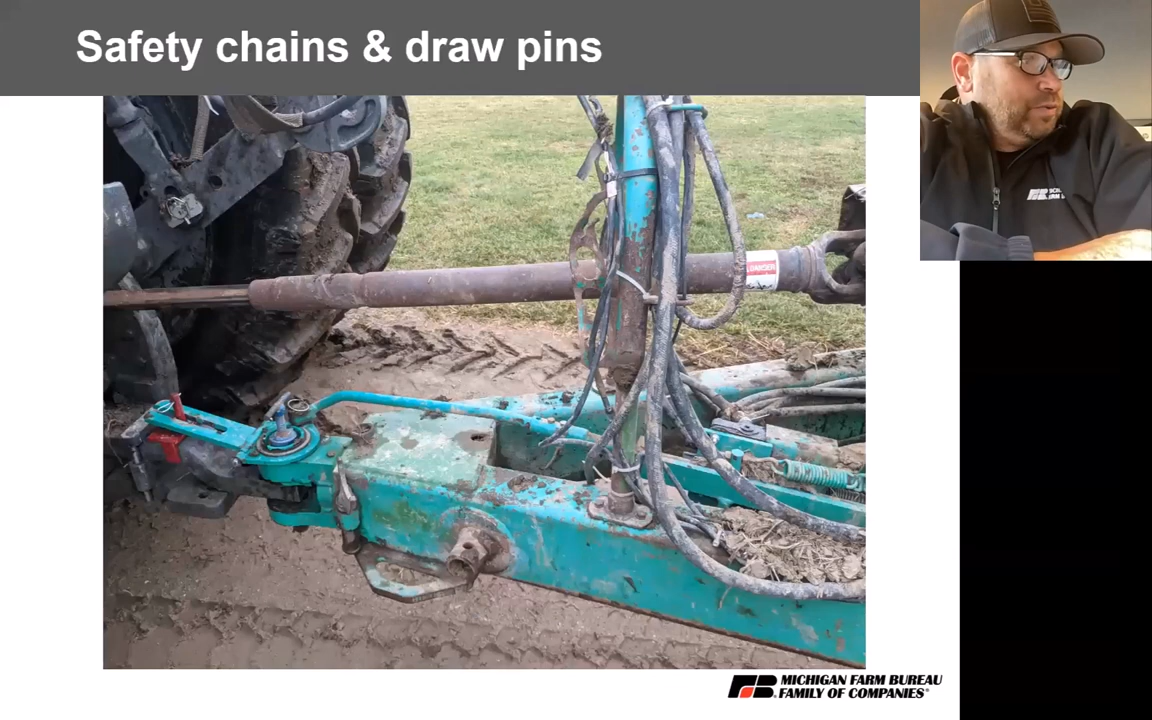 Safety chains & draw pins
DANGER
MICHIGAN FARM BUREAU
FAMILY OF COMPANIES®